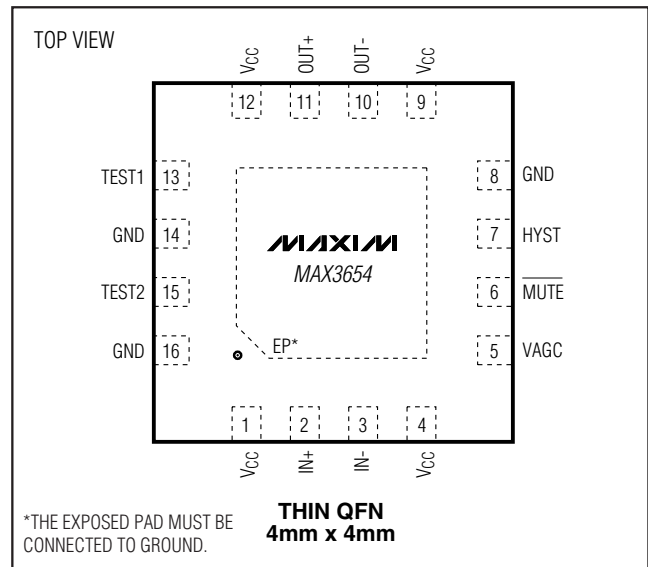 TOP VIEW
VCC
OUT+
OUT-
VCC
12
11
10
9
TEST1
13
8
GND
GND
14
MAXIM
7
HYST
MAX3654
TEST2
15
6
MUTE
GND
16
EP*
5
VAGC
1
2
3
4
VCC
IN+
IN-
VCC
*THE EXPOSED PAD MUST BE
CONNECTED TO GROUND.
THIN QFN
4mm x 4mm